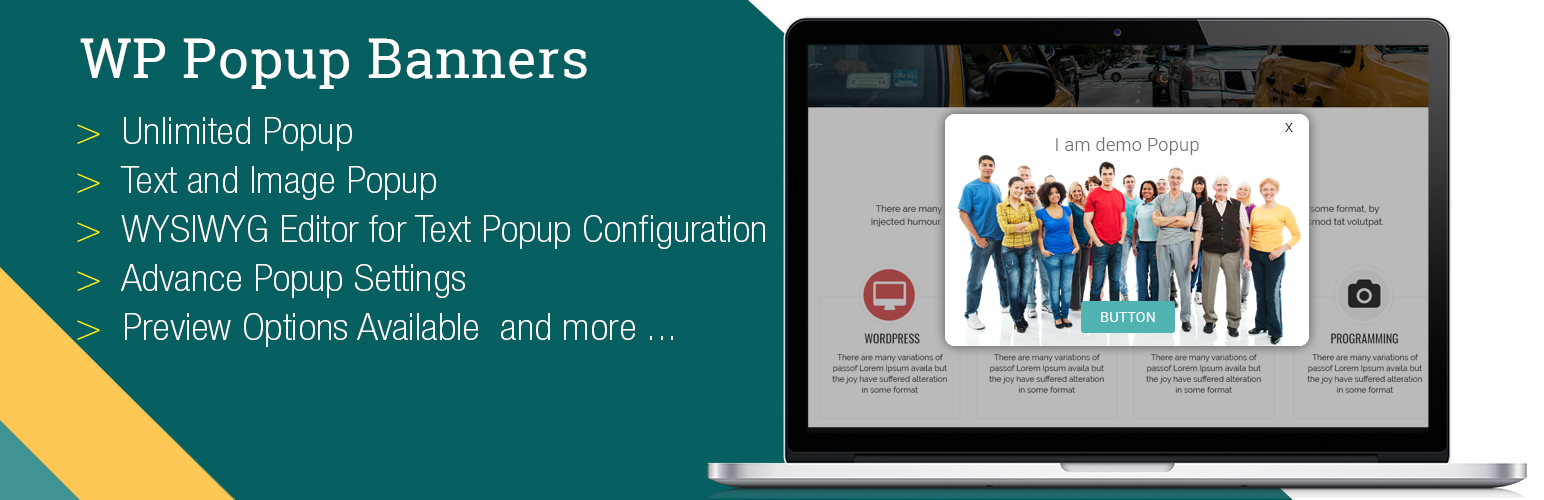 WP Popup Banners
> Unlimited Popup
> Text and Image Popup
> WYSIWYG Editor for Text Popup Configuration
> Advance Popup Settings
> Preview Options Available and more ...
X
I am demo Popup
BUTTON
There are many
injected humour.
some format, by
mod tat volutpat.
WORDPRESS
There are many variations of
passof Lorem Ipsum availa but
the joy have suffered alteration
in some format
There are many variations of
passof Lorem Ipsum availa but
the joy have suffered alteration
in some format
There are many variations of
passof Lorem Ipsum availa but
the joy have suffered alteration
in some format
PROGRAMMING
There are many variations of
passof Lorem Ipsum availa but
the joy have suffered alteration
in some format